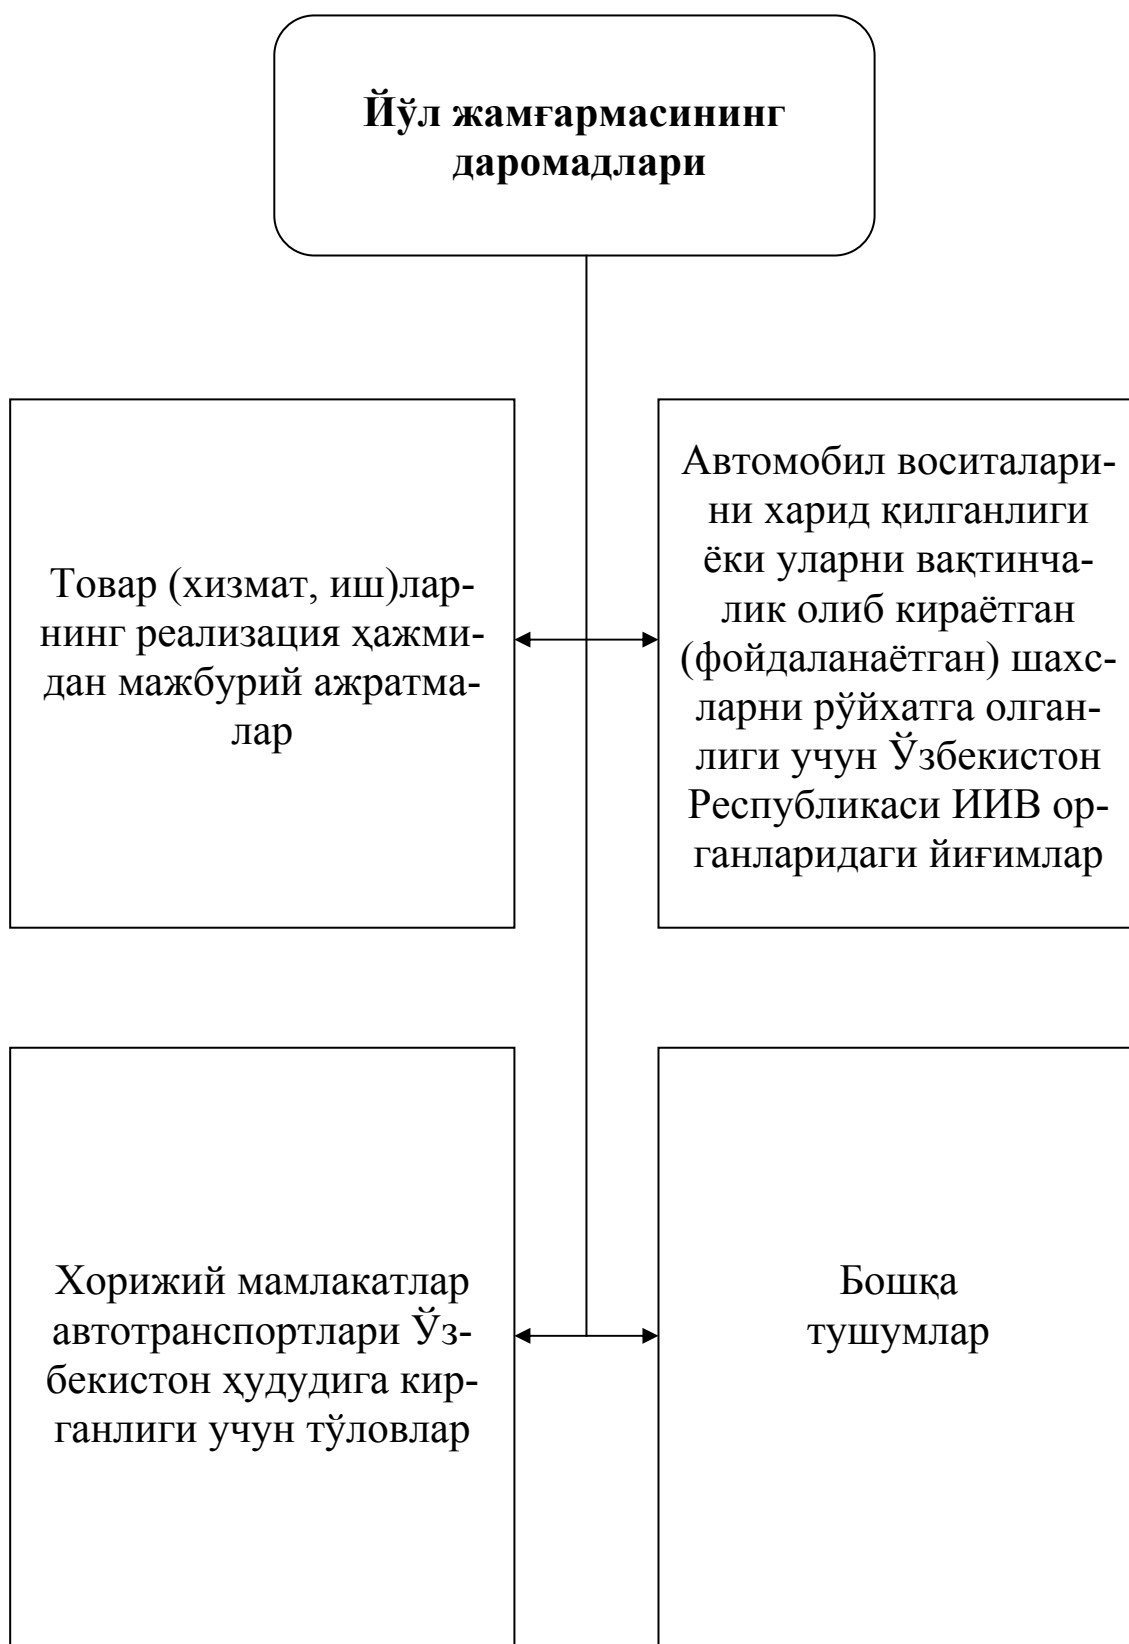 Йўл жамғармасининг
даромадлари
Товар (хизмат, иш)лар-
нинг реализация ҳажми-
дан мажбурий ажратма-
лар
Автомобил воситалари-
ни харид қилганлиги
ёки уларни вақтинча-
лик олиб кираётган
(фойдаланаётган) шахс-
ларни рўйхатга олган-
лиги учун Ўзбекистон
Республикаси ИИВ ор-
ганларидаги йиғимлар
Хорижий мамлакатлар
автотранспортлари Ўз-
бекистон ҳудудига кир-
ганлиги учун тўловлар
Бошқа
тушумлар